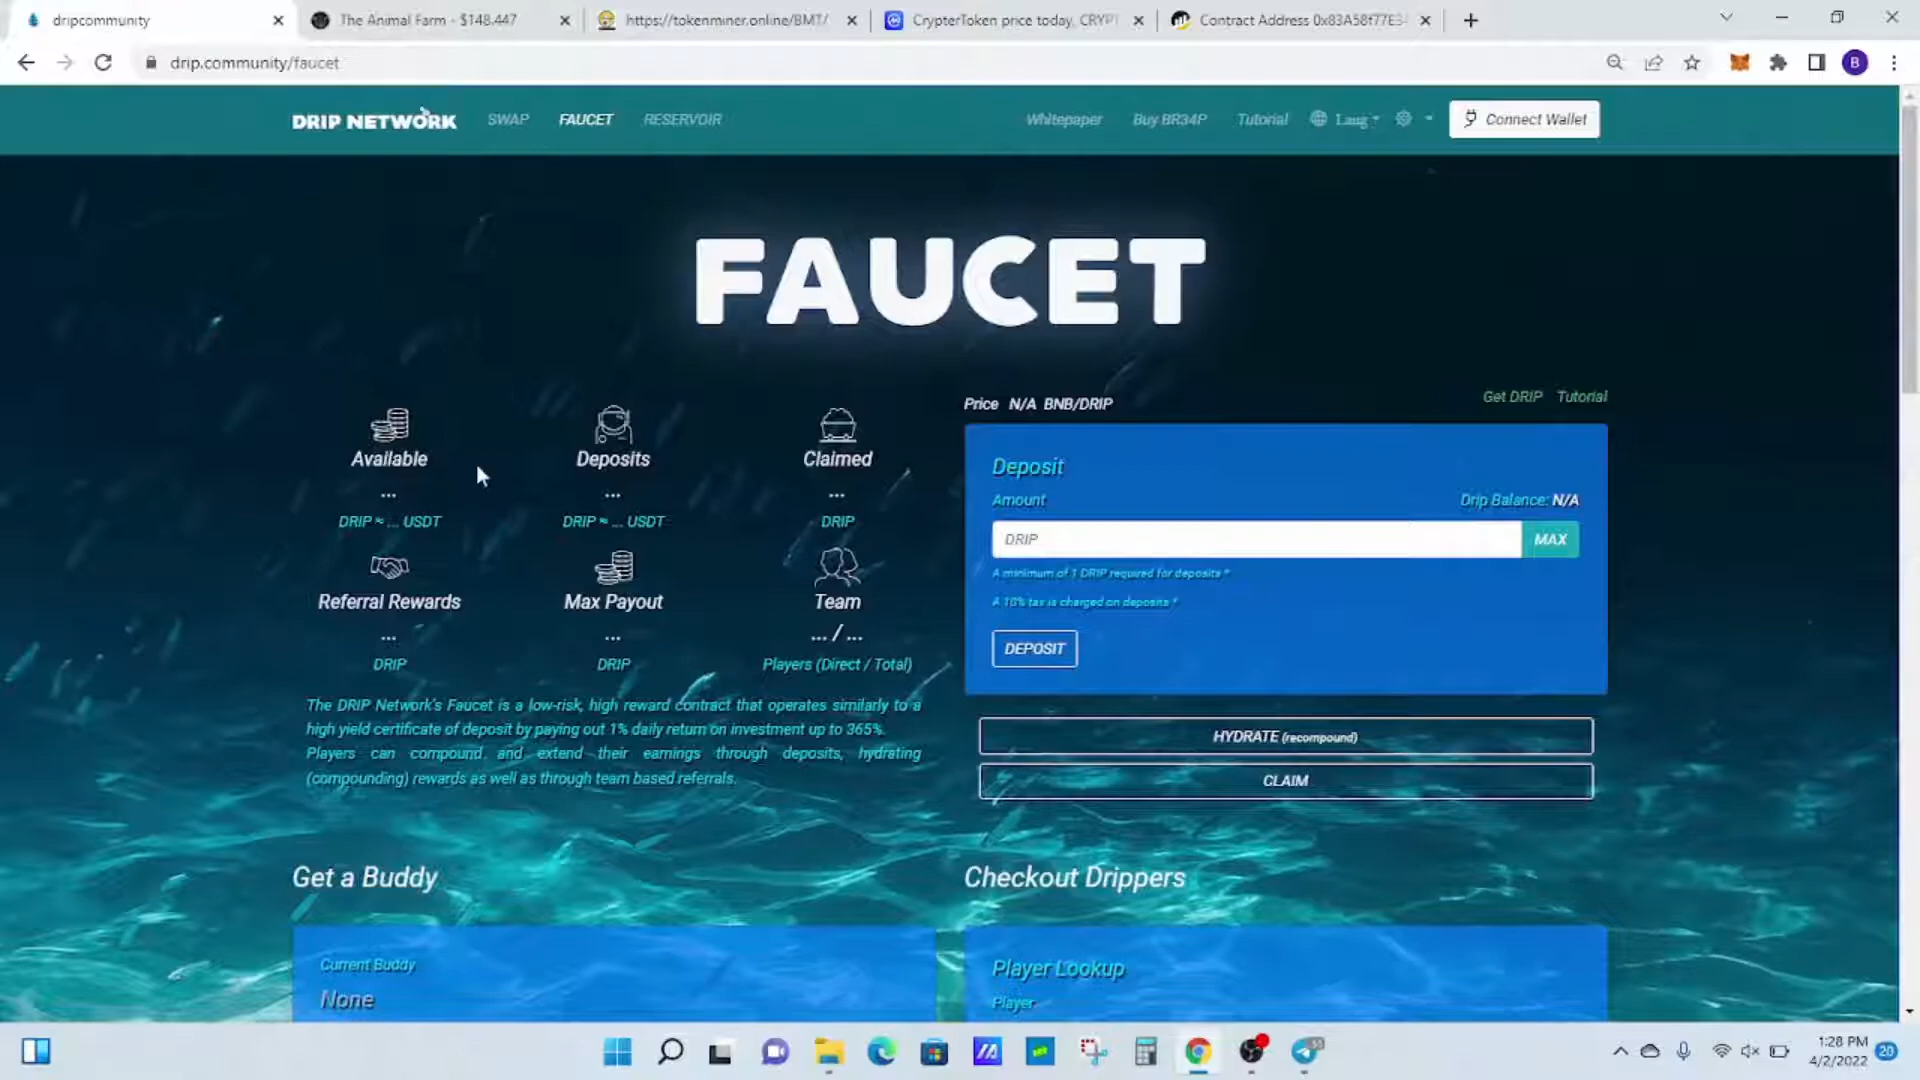 dripcommunity
The Animal Farm - $148.447
https://tokenminer.online/BMT/
CrypterToken price today, CRYPT
Contract Address 0x83A58f77E3
drip.community/faucet
B
DRIP NETWORK
SWAP
FAUCET
RESERVOIR
Whitepaper
Buy BR34P
Tutorial
Lang
Connect Wallet
FAUCET
Price N/A BNB/DRIP
Get DRIP Tutorial
Available
...
DRIP ≈ ... USDT
Deposits
...
DRIP ≈ ... USDT
Claimed
...
DRIP
Referral Rewards
...
DRIP
Max Payout
...
DRIP
Team
... / ...
Players (Direct / Total)
The DRIP Network's Faucet is a low-risk, high reward contract that operates similarly to a
high yield certificate of deposit by paying out 1% daily return on investment up to 365%.
Players can compound and extend their earnings through deposits, hydrating
(compounding) rewards as well as through team based referrals.
Deposit
Amount
Drip Balance: N/A
DRIP
MAX
A minimum of 1 DRIP required for deposits *
A 10% tax is charged on deposits *
DEPOSIT
HYDRATE (recompound)
CLAIM
Get a Buddy
Current Buddy
None
Checkout Drippers
Player Lookup
Player
1:28 PM
4/2/2022
20